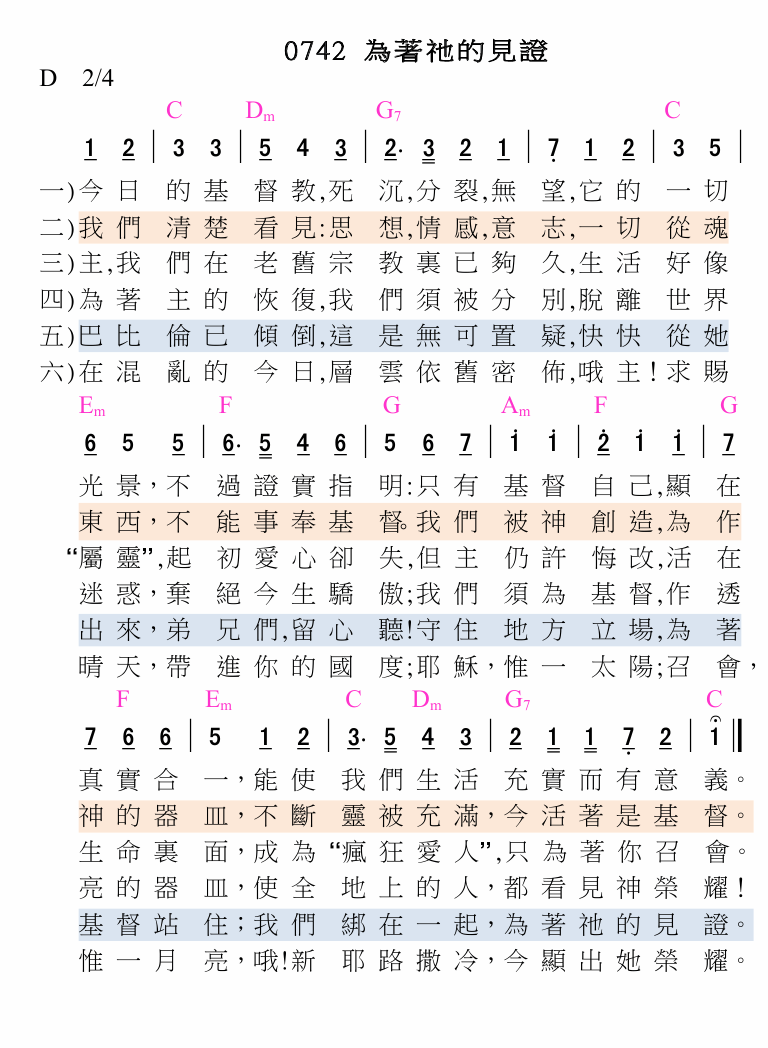 0742 為著祂的見證
D 2/4
C Dm G7 C
1 2 | 3 3 | 5 4 3 | 2· 3 2 1 | 7 1 2 | 3 5 |
一)今日的基督教,死沉,分裂,無望,它的一切
二)我們清楚看見:思想,情感,意志,一切從魂
三)主,我們在老舊宗教裏已夠久,生活好像
四)為著主的恢復,我們須被分別,脫離世界
五)巴比倫已傾倒,這是無可置疑,快快從她
六)在混亂的今日,層雲依舊密佈,哦主!求賜
Em F G Am F G
6 5 5 | 6· 5 4 6 | 5 6 7 | 1 1 | 2 1 1 | 7
光景，不過證實指明:只有基督自己,顯在
東西，不能事奉基督。我們被神創造,為作
“屬靈”,起初愛心卻失,但主仍許悔改,活在
迷惑，棄絕今生驕傲;我們須為基督,作透
出來，弟兄們,留心聽!守住地方立場,為著
晴天，帶進你的國度;耶穌，惟一太陽;召會，
F Em C Dm G7 C
7 6 6 | 5 1 2 | 3· 5 4 3 | 2 1 1 7 2 | 1 ‖
真實合一，能使我們生活充實而有意義。
神的器皿，不斷靈被充滿，今活著是基督。
生命裏面，成為“瘋狂愛人”,只為著你召會。
亮的器皿，使全地上的人，都看見神榮耀!
基督站住；我們綁在一起，為著祂的見證。
惟一月亮，哦!新耶路撒冷，今顯出她榮耀。